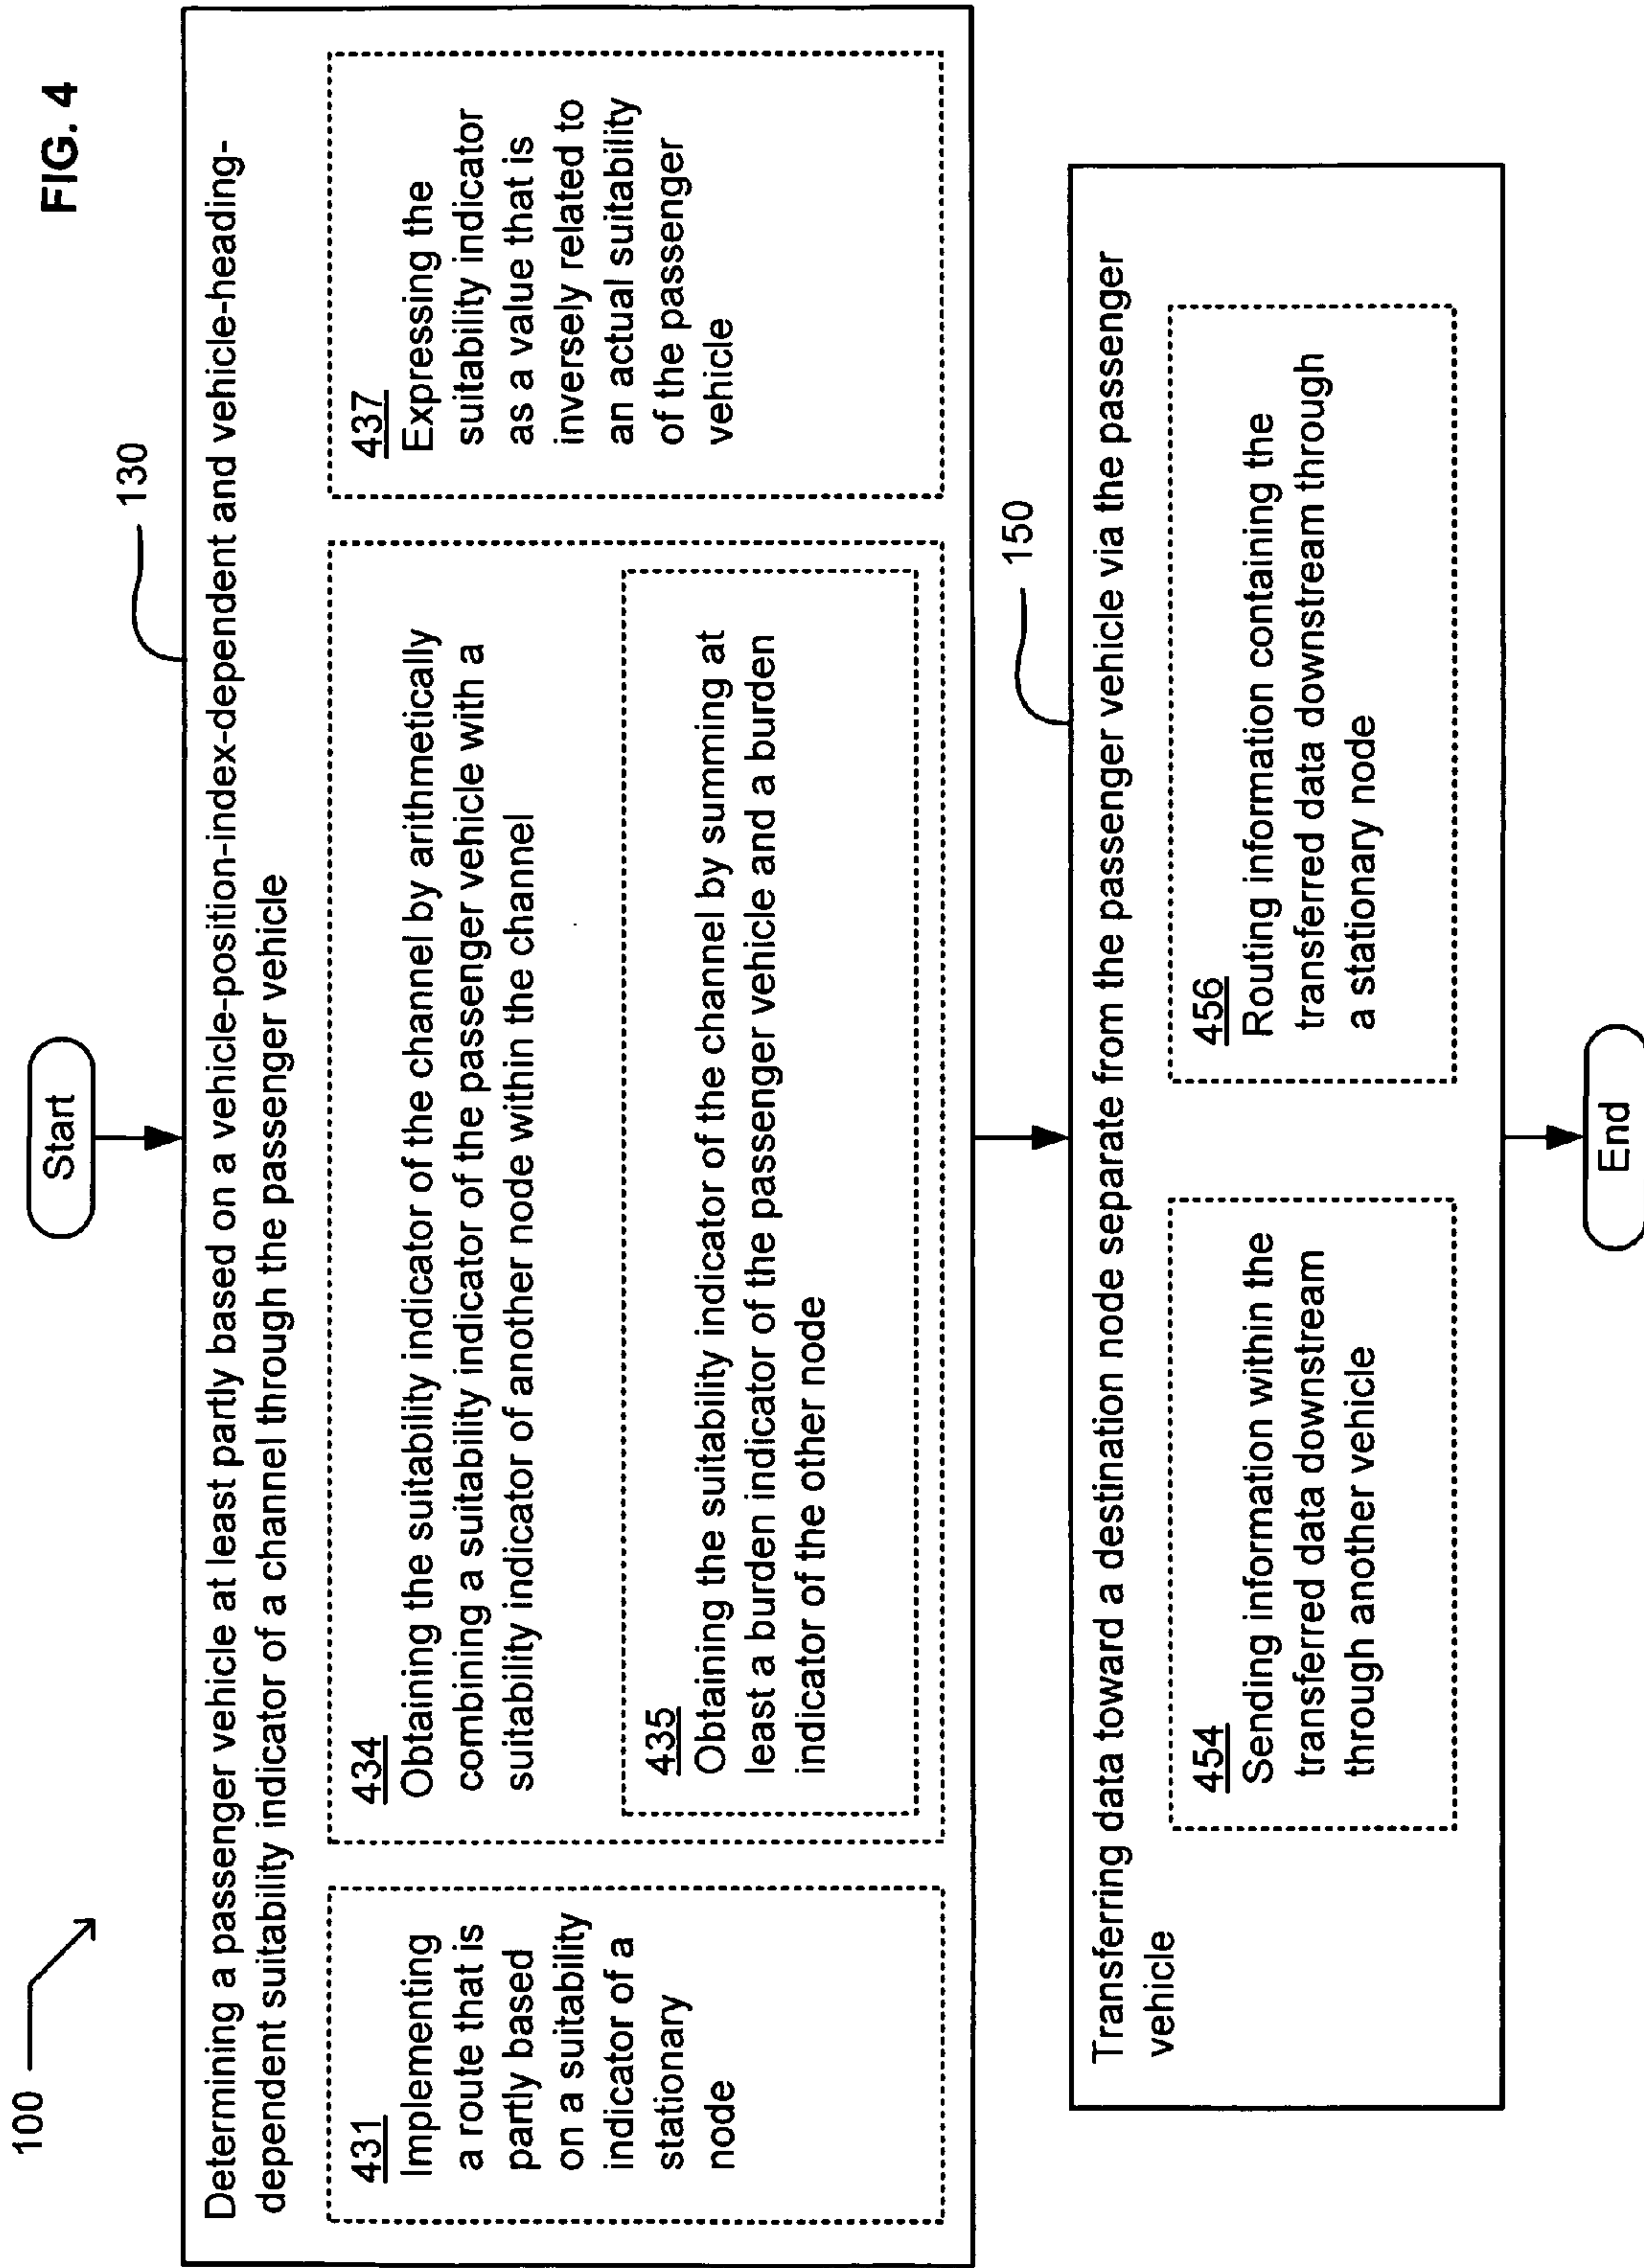 FIG. 4
100
Start
130
Determining a passenger vehicle at least partly based on a vehicle-position-index-dependent and vehicle-heading-
dependent suitability indicator of a channel through the passenger vehicle
431
Implementing
a route that is
partly based
on a suitability
indicator of a
stationary
node
434
Obtaining the suitability indicator of the channel by arithmetically
combining a suitability indicator of the passenger vehicle with a
suitability indicator of another node within the channel
435
Obtaining the suitability indicator of the channel by summing at
least a burden indicator of the passenger vehicle and a burden
indicator of the other node
437
Expressing the
suitability indicator
as a value that is
inversely related to
an actual suitability
of the passenger
vehicle
150
Transferring data toward a destination node separate from the passenger vehicle via the passenger
vehicle
454
Sending information within the
transferred data downstream
through another vehicle
456
Routing information containing the
transferred data downstream through
a stationary node
End